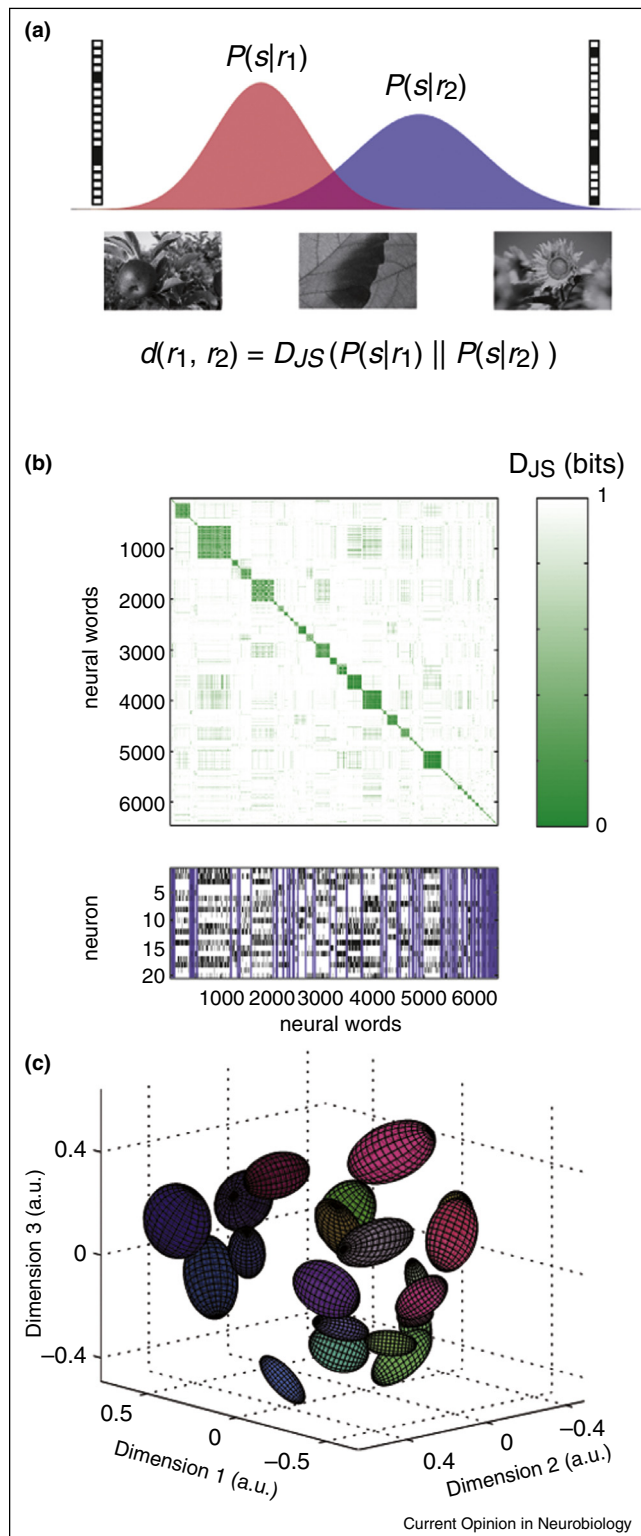 (a)
P(s|r1)
P(s|r2)
d(r1, r2) = DJS(P(s|r1) || P(s|r2) )
(b)
DJS (bits)
1
0
neural words
1000
2000
3000
4000
5000
6000
neuron
5
10
15
20
1000 2000 3000 4000 5000 6000
neural words
(c)
Dimension 3 (a.u.)
0.4
0
−0.4
0.5
0
−0.5
Dimension 1 (a.u.)
0.4
0
−0.4
Dimension 2 (a.u.)
Current Opinion in Neurobiology